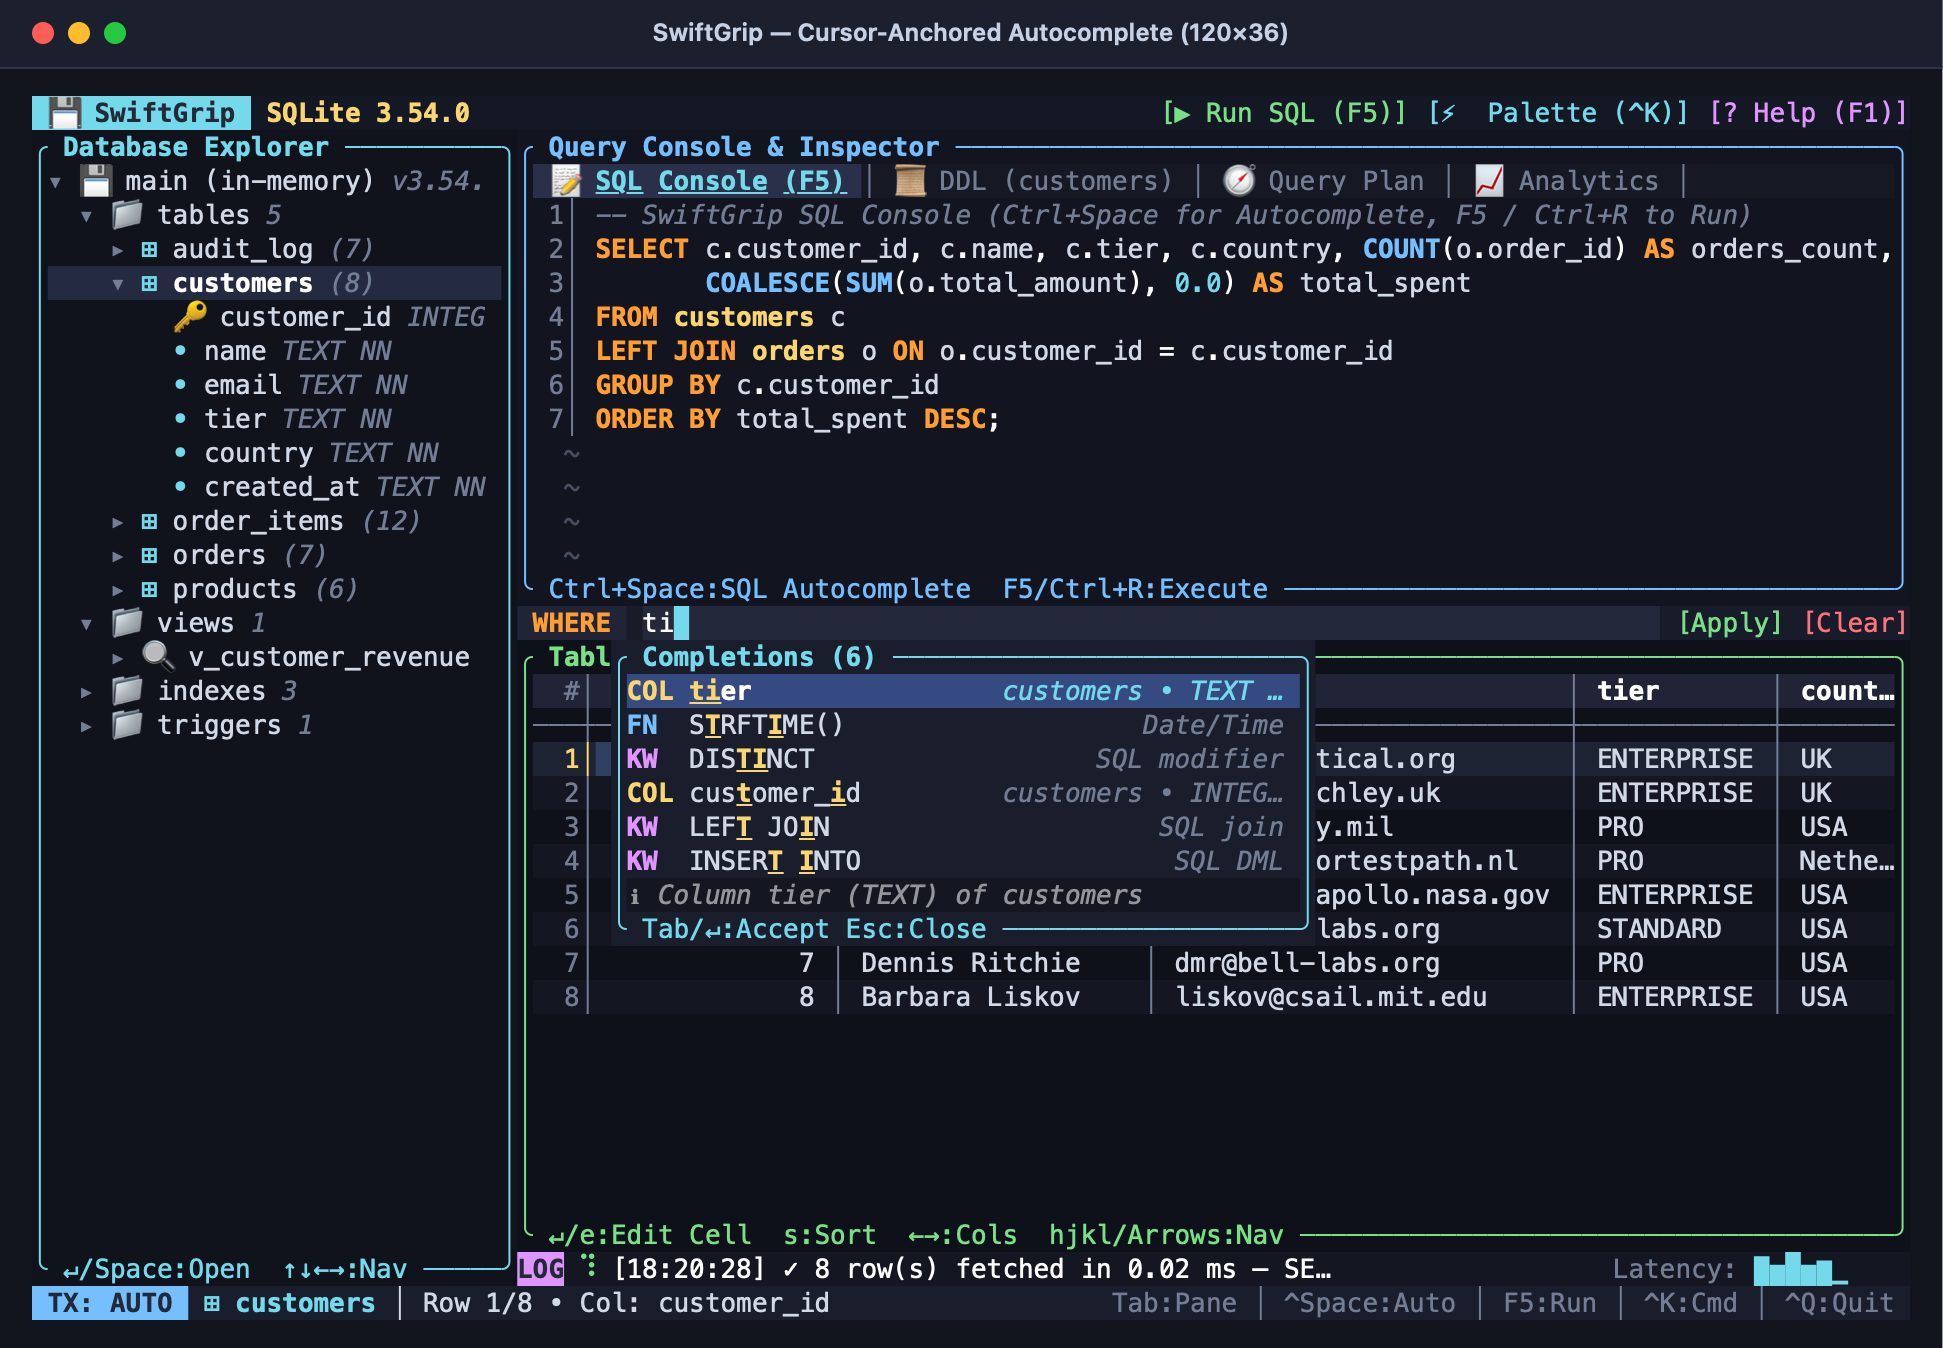 SwiftGrip — Cursor-Anchored Autocomplete (120×36)
💾 SwiftGrip SQLite 3.54.0 [▶ Run SQL (F5)] [⚡ Palette (^K)] [? Help (F1)]
Database Explorer
▾ 💾 main (in-memory) v3.54.
▾ 📁 tables 5
▸ ⊞ audit_log (7)
▾ ⊞ customers (8)
🔑 customer_id INTEG
• name TEXT NN
• email TEXT NN
• tier TEXT NN
• country TEXT NN
• created_at TEXT NN
▸ ⊞ order_items (12)
▸ ⊞ orders (7)
▸ ⊞ products (6)
▾ 📁 views 1
▸ 🔍 v_customer_revenue
▸ 📁 indexes 3
▸ 📁 triggers 1
↵/Space:Open ↑↓←→:Nav
Query Console & Inspector
📝 SQL Console (F5) │ 📜 DDL (customers) │ 🧭 Query Plan │ 📈 Analytics │
1 -- SwiftGrip SQL Console (Ctrl+Space for Autocomplete, F5 / Ctrl+R to Run)
2 SELECT c.customer_id, c.name, c.tier, c.country, COUNT(o.order_id) AS orders_count,
3 COALESCE(SUM(o.total_amount), 0.0) AS total_spent
4 FROM customers c
5 LEFT JOIN orders o ON o.customer_id = c.customer_id
6 GROUP BY c.customer_id
7 ORDER BY total_spent DESC;
~
~
~
~
Ctrl+Space:SQL Autocomplete F5/Ctrl+R:Execute
WHERE ti [Apply] [Clear]
Tabl
Completions (6)
COL tier customers • TEXT …
FN STRFTIME() Date/Time
KW DISTINCT SQL modifier
COL customer_id customers • INTEG…
KW LEFT JOIN SQL join
KW INSERT INTO SQL DML
ℹ Column tier (TEXT) of customers
Tab/↵:Accept Esc:Close
# tier count…
1 tical.org ENTERPRISE UK
2 chley.uk ENTERPRISE UK
3 y.mil PRO USA
4 ortestpath.nl PRO Nethe…
5 apollo.nasa.gov ENTERPRISE USA
6 labs.org STANDARD USA
7 7 Dennis Ritchie dmr@bell-labs.org PRO USA
8 8 Barbara Liskov liskov@csail.mit.edu ENTERPRISE USA
↵/e:Edit Cell s:Sort ←→:Cols hjkl/Arrows:Nav
LOG [18:20:28] ✓ 8 row(s) fetched in 0.02 ms — SE… Latency:
TX: AUTO ⊞ customers │ Row 1/8 • Col: customer_id Tab:Pane │ ^Space:Auto │ F5:Run │ ^K:Cmd │ ^Q:Quit